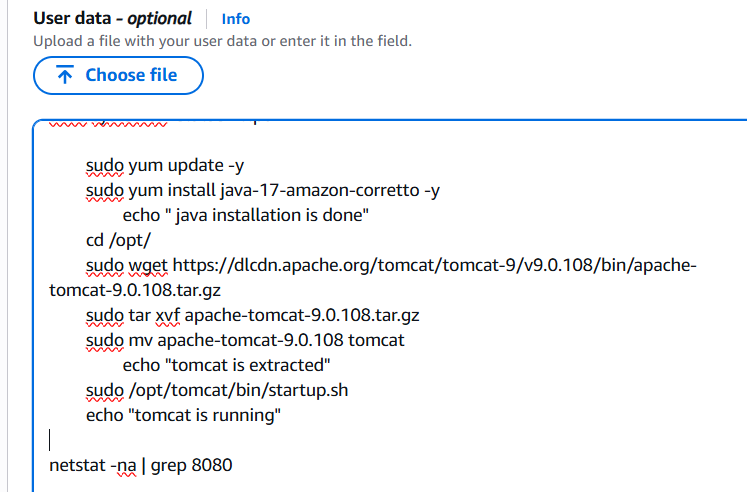 User data - optional Info
Upload a file with your user data or enter it in the field.
Choose file
sudo yum update -y
sudo yum install java-17-amazon-corretto -y
echo " java installation is done"
cd /opt/
sudo wget https://dlcdn.apache.org/tomcat/tomcat-9/v9.0.108/bin/apache-
tomcat-9.0.108.tar.gz
sudo tar xvf apache-tomcat-9.0.108.tar.gz
sudo mv apache-tomcat-9.0.108 tomcat
echo "tomcat is extracted"
sudo /opt/tomcat/bin/startup.sh
echo "tomcat is running"
netstat -na | grep 8080